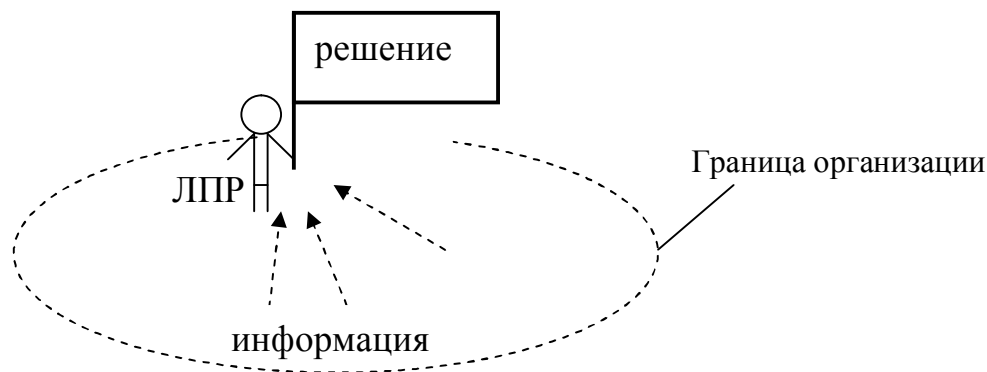 решение
Граница организации
ЛПР
информация